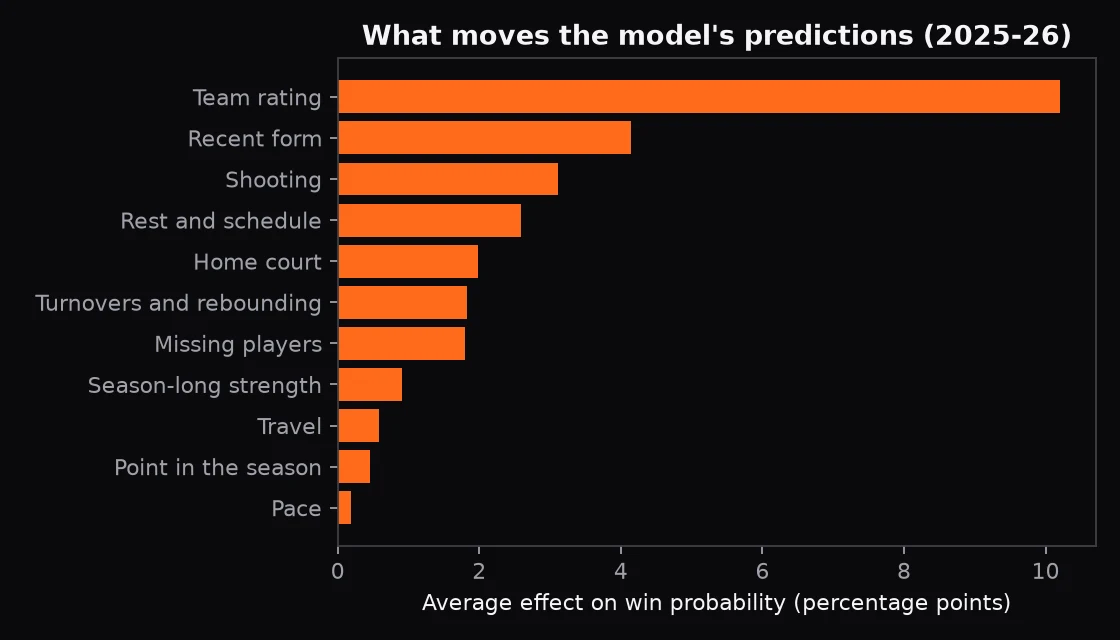 What moves the model's predictions (2025-26)
Team rating
Recent form
Shooting
Rest and schedule
Home court
Turnovers and rebounding
Missing players
Season-long strength
Travel
Point in the season
Pace
0 2 4 6 8 10
Average effect on win probability (percentage points)